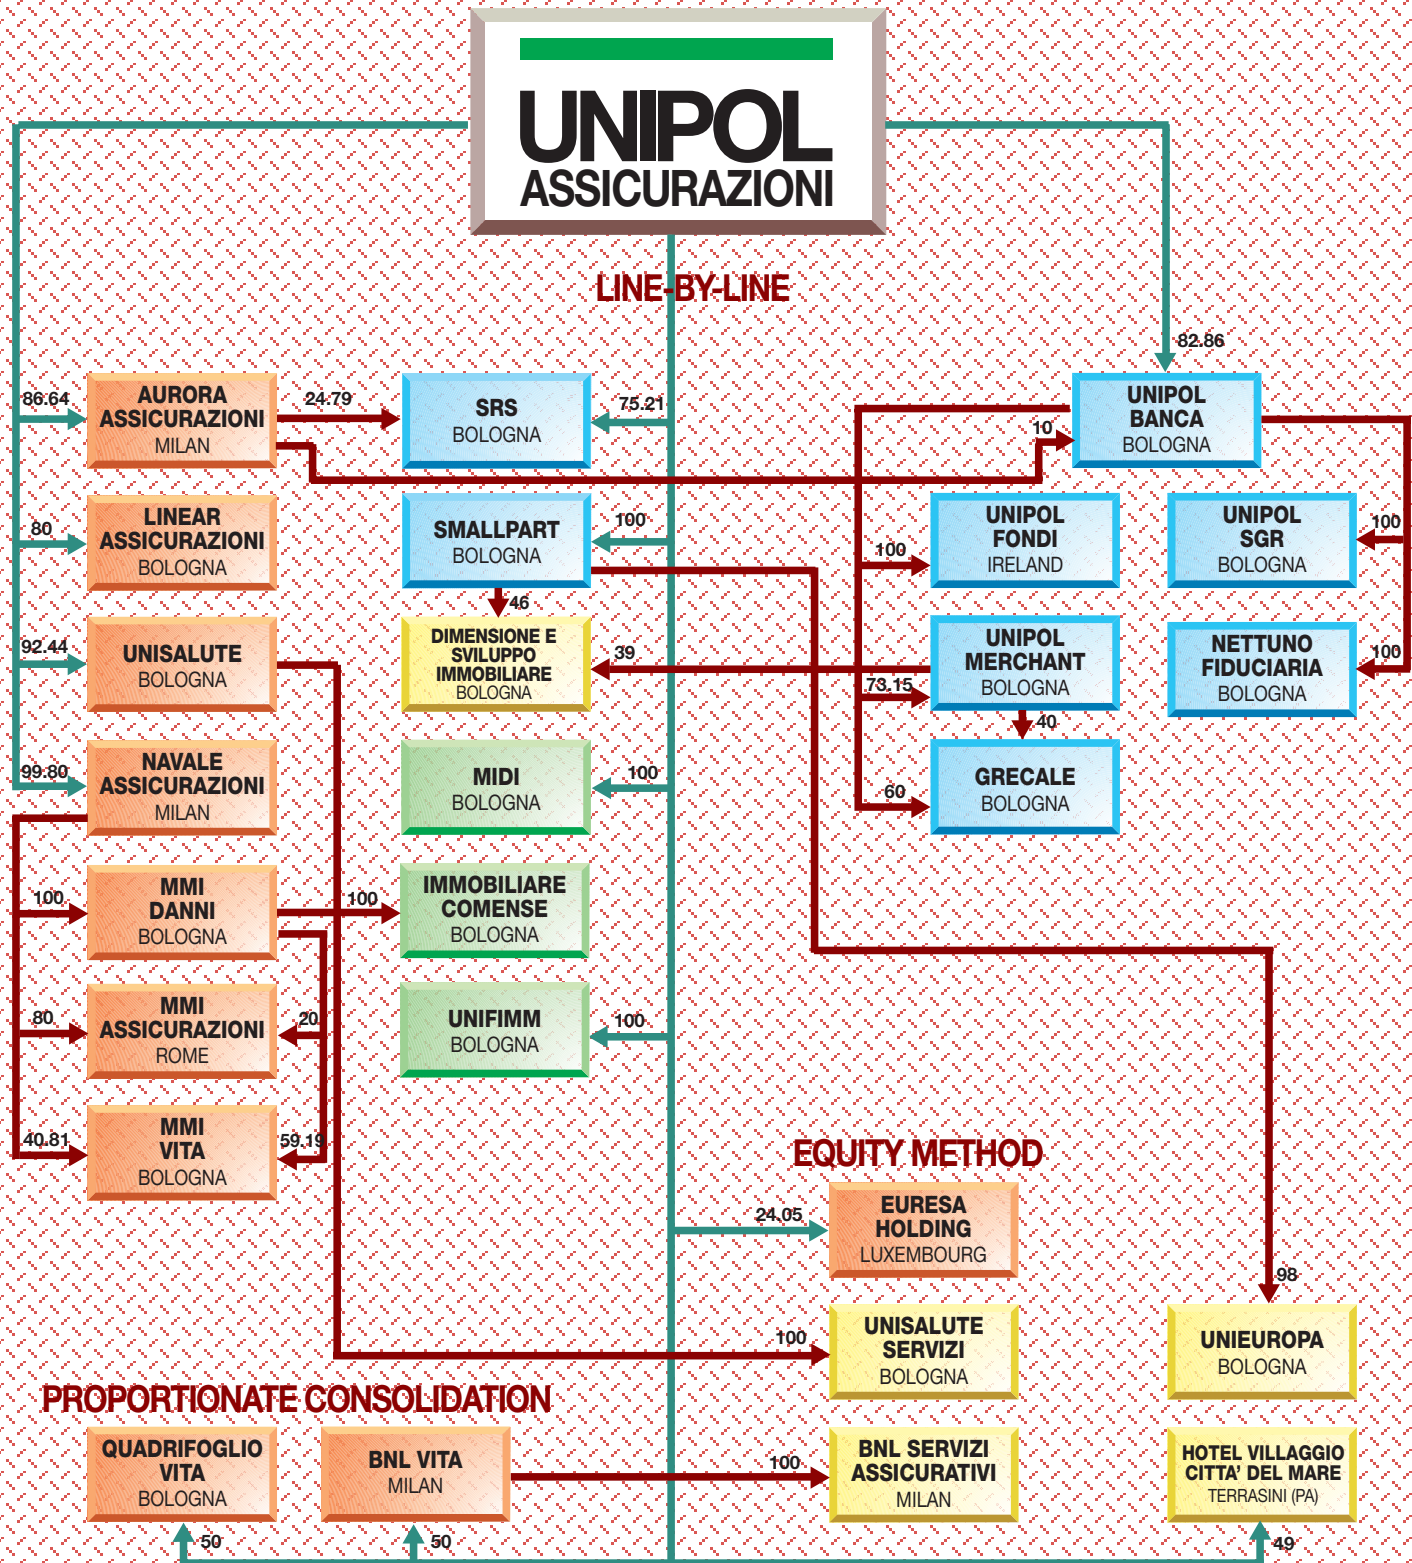 UNIPOL
ASSICURAZIONI
LINE-BY-LINE
82.86
86.64
AURORA
ASSICURAZIONI
MILAN
24.79
SRS
BOLOGNA
75.21
10
UNIPOL
BANCA
BOLOGNA
80
LINEAR
ASSICURAZIONI
BOLOGNA
SMALLPART
BOLOGNA
100
100
UNIPOL
FONDI
IRELAND
UNIPOL
SGR
BOLOGNA
100
46
92.44
UNISALUTE
BOLOGNA
DIMENSIONE E
SVILUPPO
IMMOBILIARE
BOLOGNA
39
73.15
UNIPOL
MERCHANT
BOLOGNA
NETTUNO
FIDUCIARIA
BOLOGNA
100
40
99.80
NAVALE
ASSICURAZIONI
MILAN
MIDI
BOLOGNA
100
60
GRECALE
BOLOGNA
100
MMI
DANNI
BOLOGNA
100
IMMOBILIARE
COMENSE
BOLOGNA
80
MMI
ASSICURAZIONI
ROME
20
UNIFIMM
BOLOGNA
100
40.81
MMI
VITA
BOLOGNA
59.19
EQUITY METHOD
24.05
EURESA
HOLDING
LUXEMBOURG
98
100
UNISALUTE
SERVIZI
BOLOGNA
UNIEUROPA
BOLOGNA
PROPORTIONATE CONSOLIDATION
QUADRIFOGLIO
VITA
BOLOGNA
BNL VITA
MILAN
100
BNL SERVIZI
ASSICURATIVI
MILAN
HOTEL VILLAGGIO
CITTA' DEL MARE
TERRASINI (PA)
50
50
49